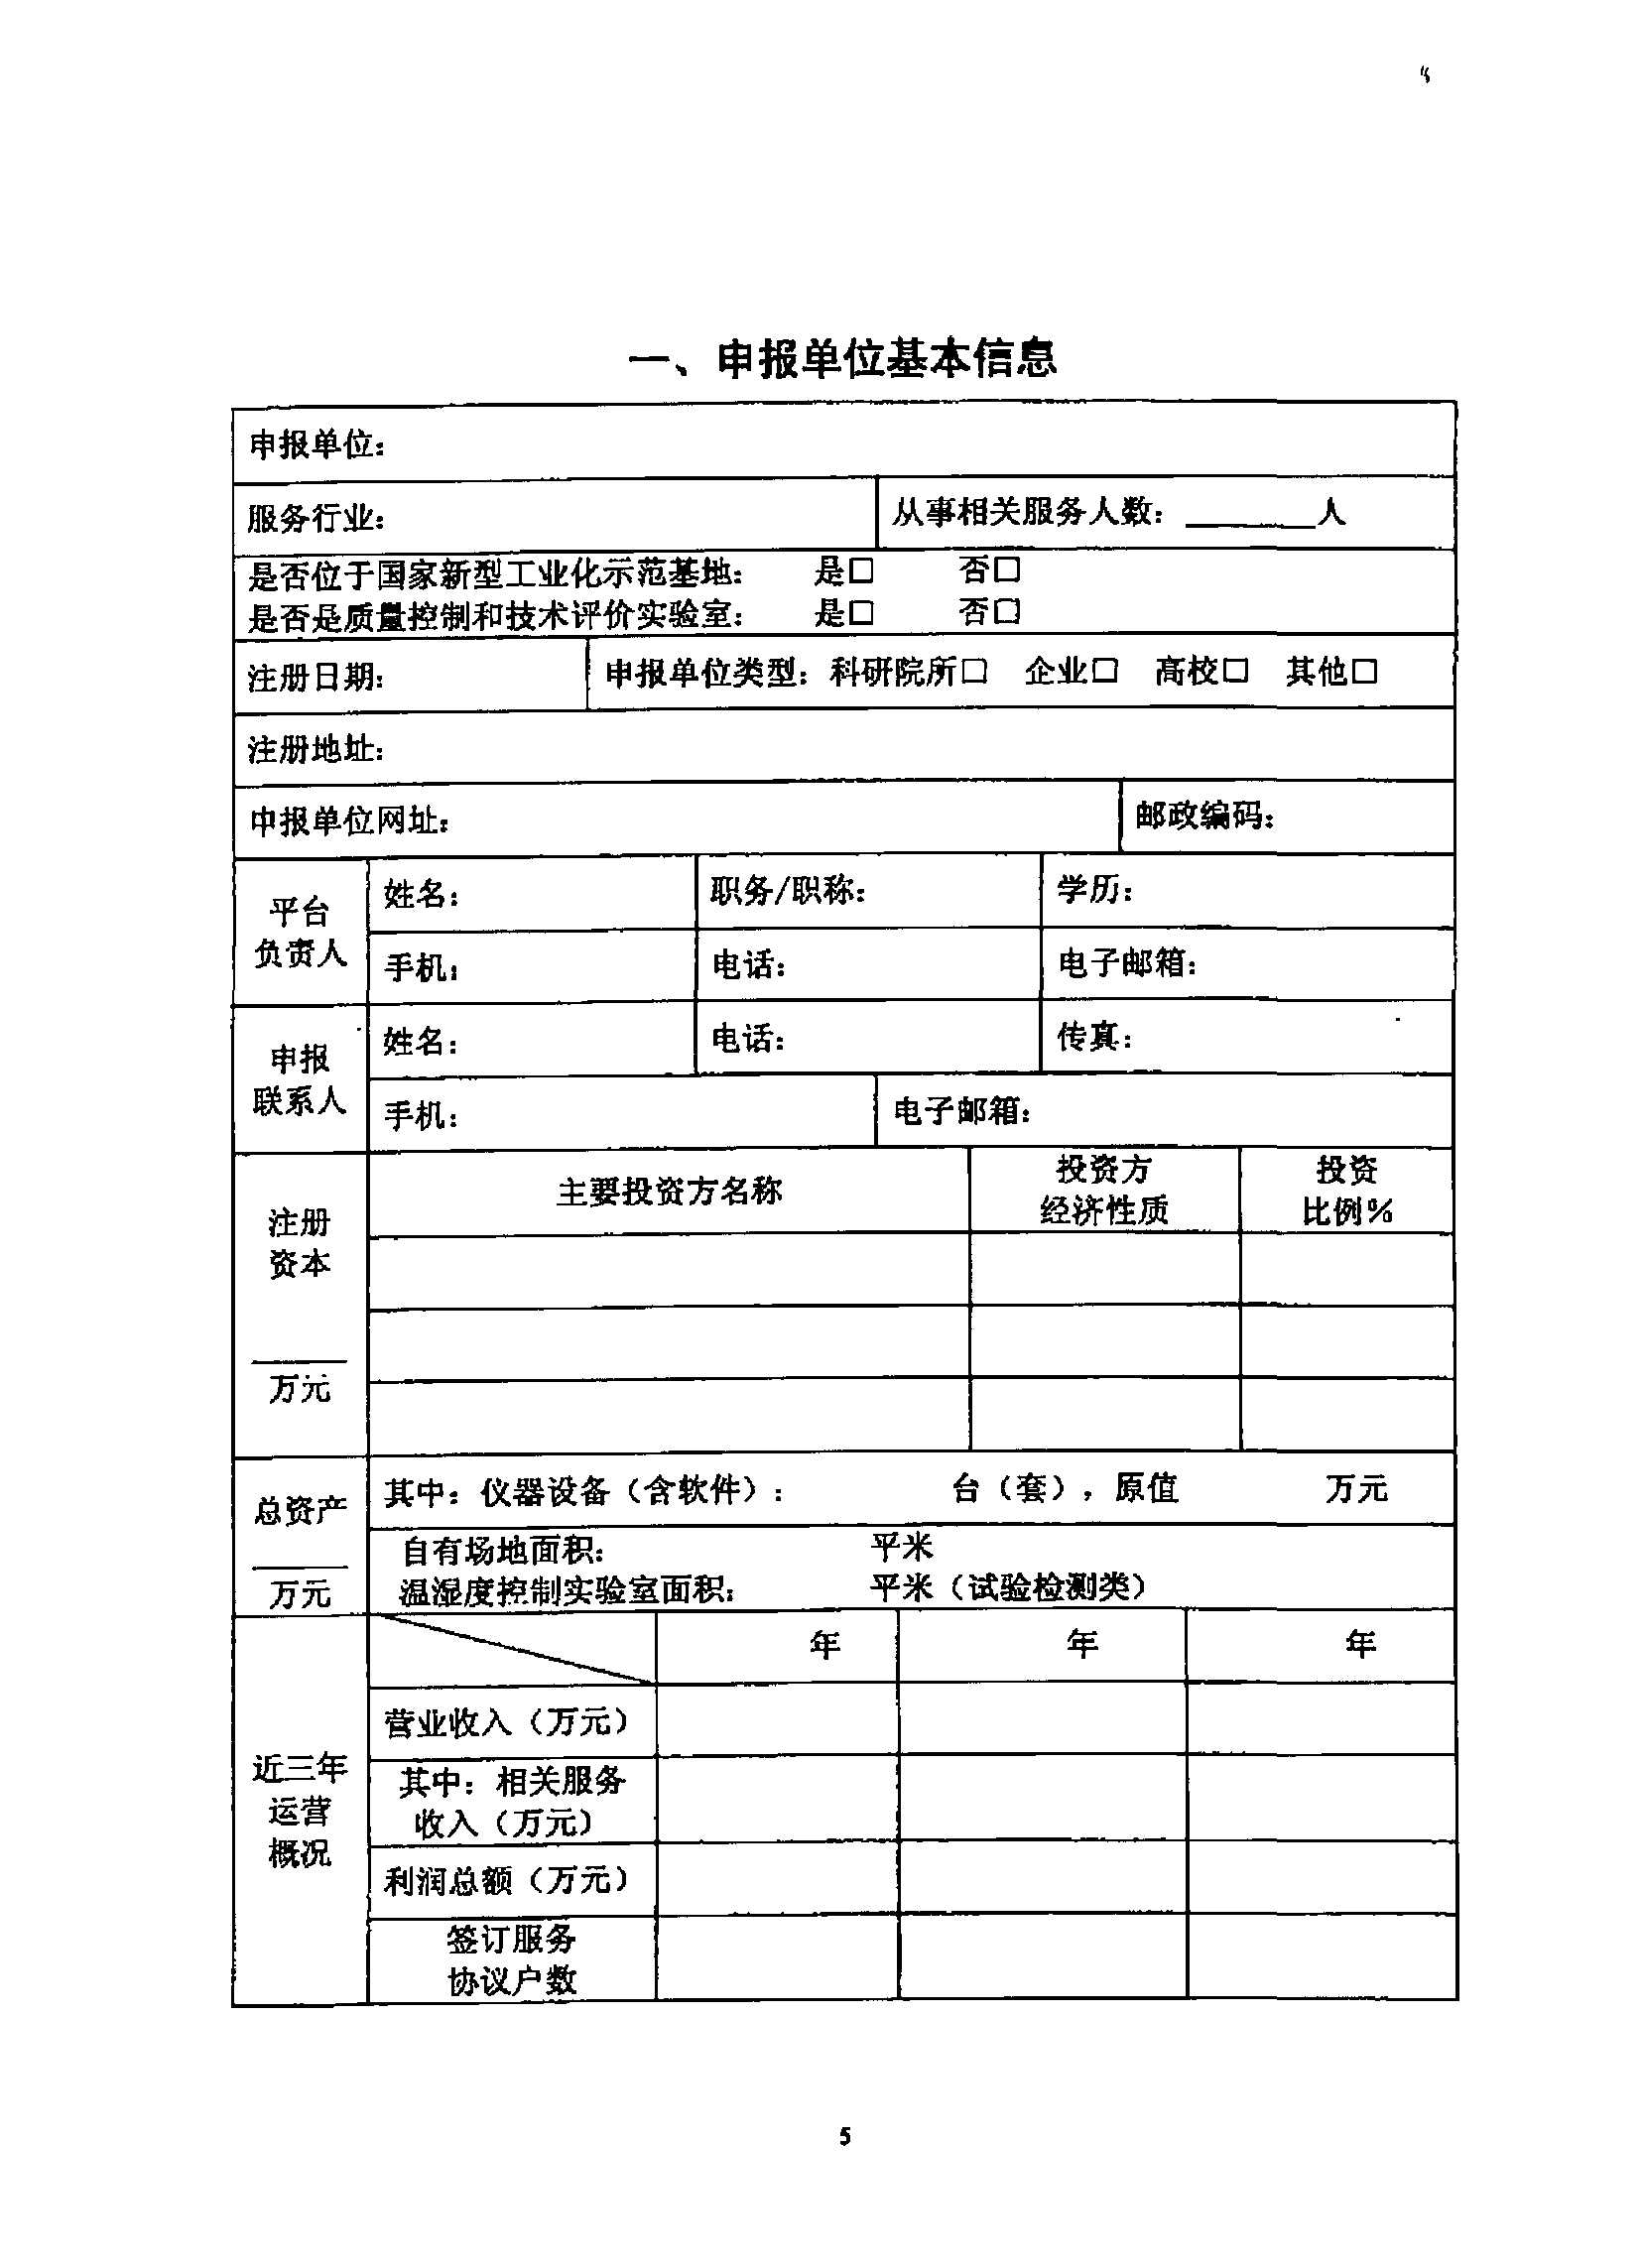 一、申报单位基本信息
申报单位：
服务行业：
从事相关服务人数：________人
是否位于国家新型工业化示范基地： 是□ 否□
是否是质量控制和技术评价实验室： 是□ 否□
注册日期：
申报单位类型：科研院所□ 企业□ 高校□ 其他□
注册地址：
申报单位网址：
邮政编码：
平台
负责人
姓名：
职务/职称：
学历：
手机：
电话：
电子邮箱：
申报
联系人
姓名：
电话：
传真：
手机：
电子邮箱：
注册
资本
______
万元
主要投资方名称
投资方
经济性质
投资
比例%
总资产
______
万元
其中：仪器设备（含软件）： 台（套），原值 万元
自有场地面积： 平米
温湿度控制实验室面积： 平米（试验检测类）
近三年
运营
概况
年
年
年
营业收入（万元）
其中：相关服务
收入（万元）
利润总额（万元）
签订服务
协议户数
5